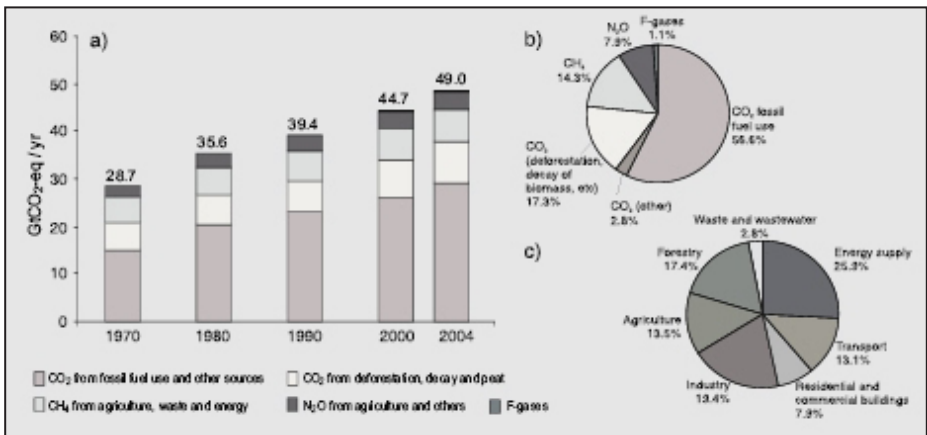 a)
GtCO₂-eq / yr
60
50
40
30
20
10
0
28.7
35.6
39.4
44.7
49.0
1970
1980
1990
2000
2004
CO₂ from fossil fuel use and other sources
CO₂ from deforestation, decay and peat
CH₄ from agriculture, waste and energy
N₂O from agriculture and others
F-gases
b)
F-gases
1.1%
N₂O
7.9%
CH₄
14.3%
CO₂ fossil
fuel use
56.6%
CO₂
(deforestation,
decay of
biomass, etc)
17.3%
CO₂ (other)
2.8%
c)
Waste and wastewater
2.8%
Forestry
17.4%
Energy supply
25.9%
Agriculture
13.5%
Transport
13.1%
Industry
19.4%
Residential and
commercial buildings
7.9%